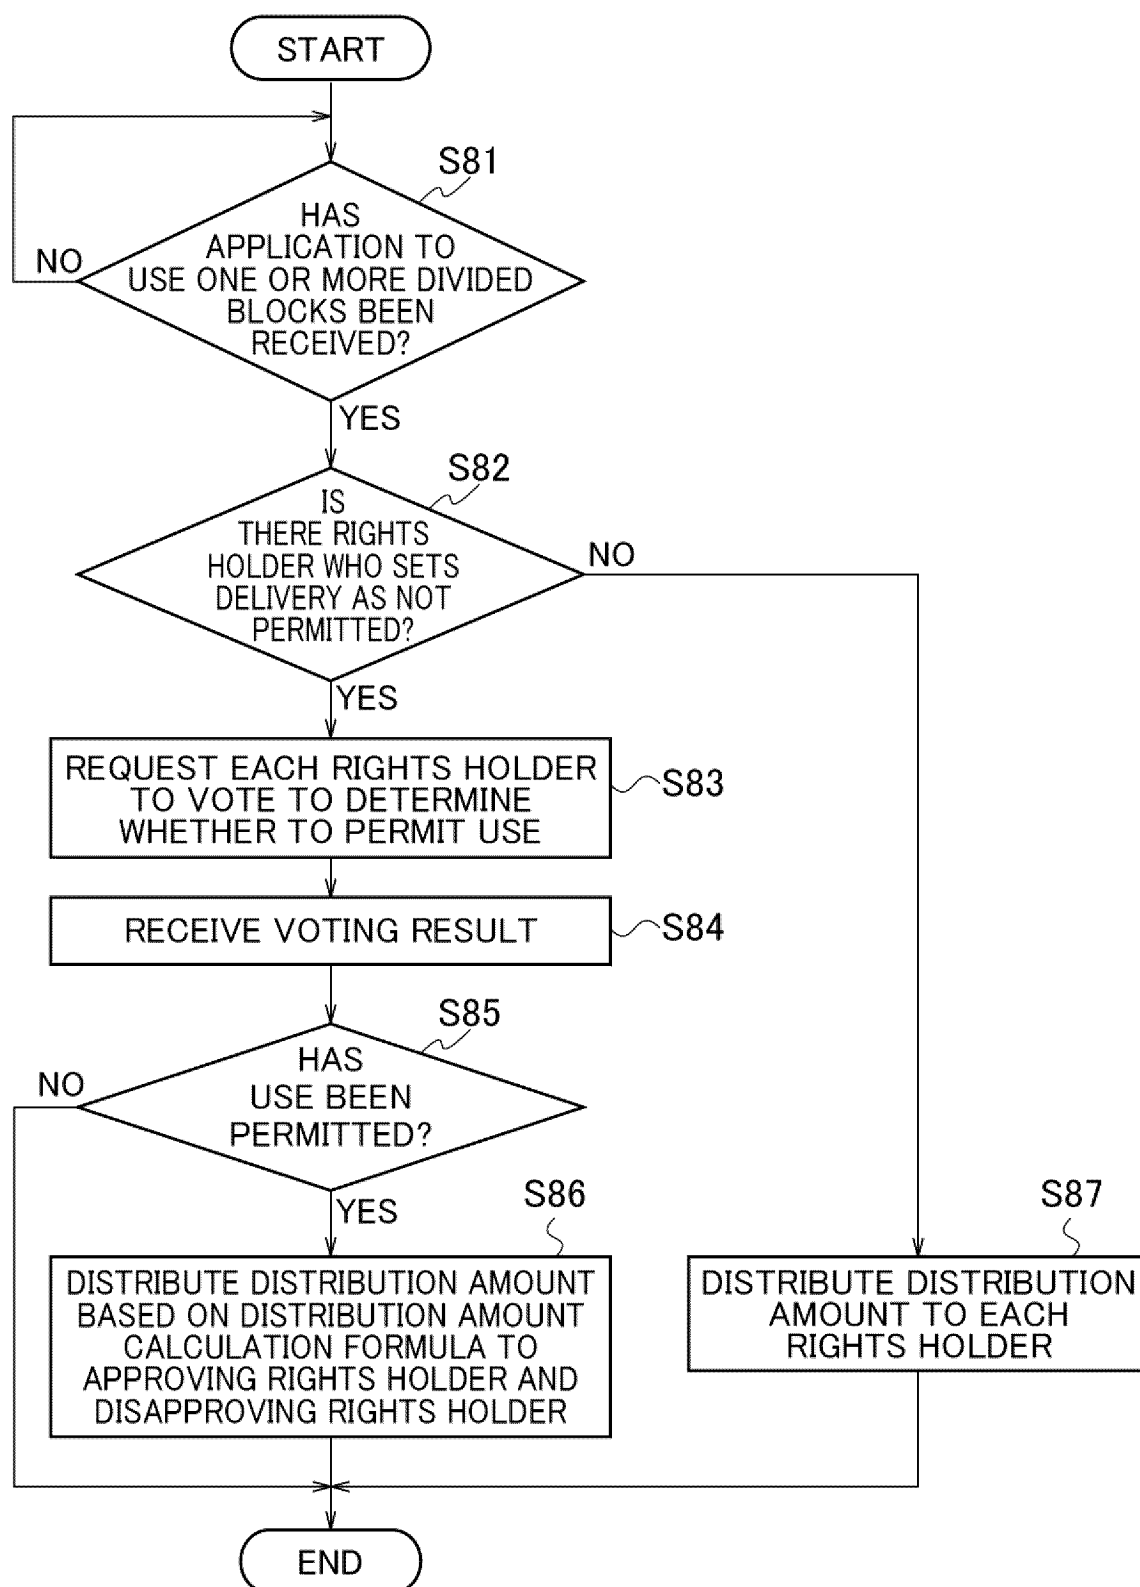 START
S81
HAS
APPLICATION TO
USE ONE OR MORE DIVIDED
BLOCKS BEEN
RECEIVED?
NO
YES
S82
IS
THERE RIGHTS
HOLDER WHO SETS
DELIVERY AS NOT
PERMITTED?
NO
YES
REQUEST EACH RIGHTS HOLDER
TO VOTE TO DETERMINE
WHETHER TO PERMIT USE
S83
RECEIVE VOTING RESULT
S84
S85
HAS
USE BEEN
PERMITTED?
NO
YES
S86
DISTRIBUTE DISTRIBUTION AMOUNT
BASED ON DISTRIBUTION AMOUNT
CALCULATION FORMULA TO
APPROVING RIGHTS HOLDER AND
DISAPPROVING RIGHTS HOLDER
S87
DISTRIBUTE DISTRIBUTION
AMOUNT TO EACH
RIGHTS HOLDER
END